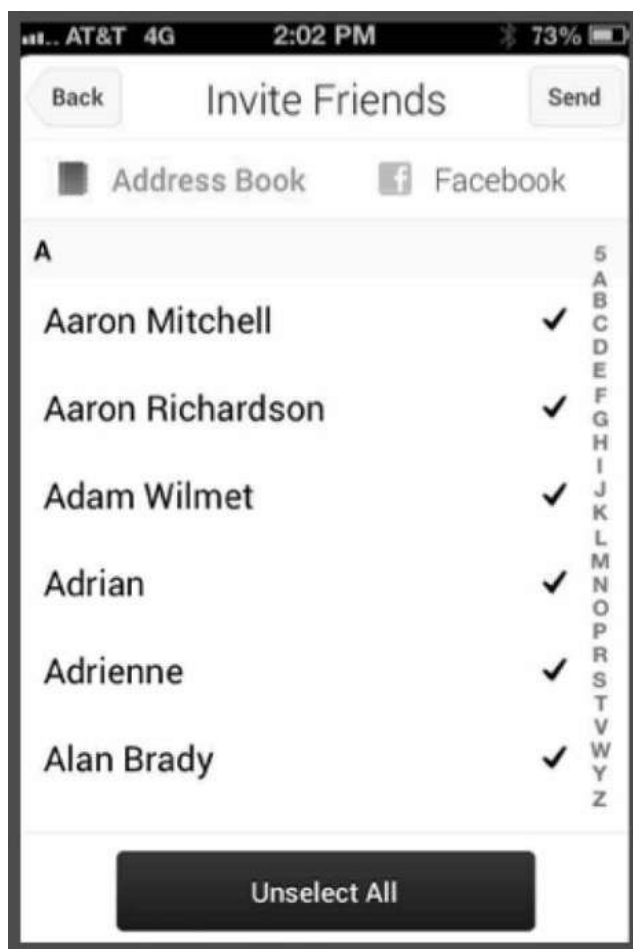 AT&T 4G 2:02 PM 73%
Back Invite Friends Send
Address Book Facebook
A
Aaron Mitchell
Aaron Richardson
Adam Wilmet
Adrian
Adrienne
Alan Brady
5
A
B
C
D
E
F
G
H
I
J
K
L
M
N
O
P
R
S
T
V
W
Y
Z
Unselect All